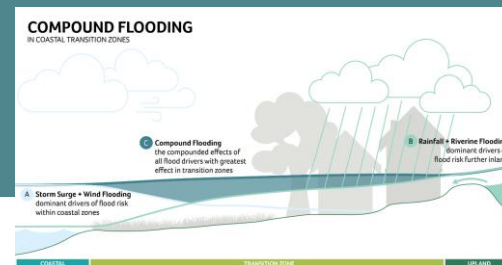 COMPOUND FLOODING
IN COASTAL TRANSITION ZONES
C Compound Flooding
the compounded effects of
all flood drivers with greatest
effect in transition zones
B Rainfall + Riverine Floodin
dominant drivers
flood risk further inlan
A Storm Surge + Wind Flooding
dominant drivers of flood risk
within coastal zones
COASTAL
TRANSITION ZONE
UPLAND